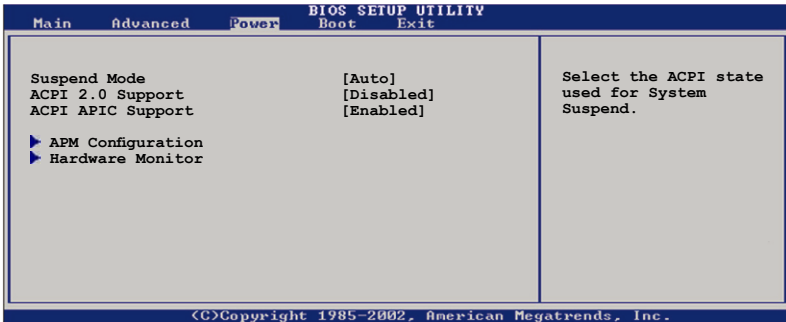 BIOS SETUP UTILITY
Main Advanced Power Boot Exit
Suspend Mode [Auto]
ACPI 2.0 Support [Disabled]
ACPI APIC Support [Enabled]
APM Configuration
Hardware Monitor
Select the ACPI state
used for System
Suspend.
(C)Copyright 1985-2002, American Megatrends, Inc.